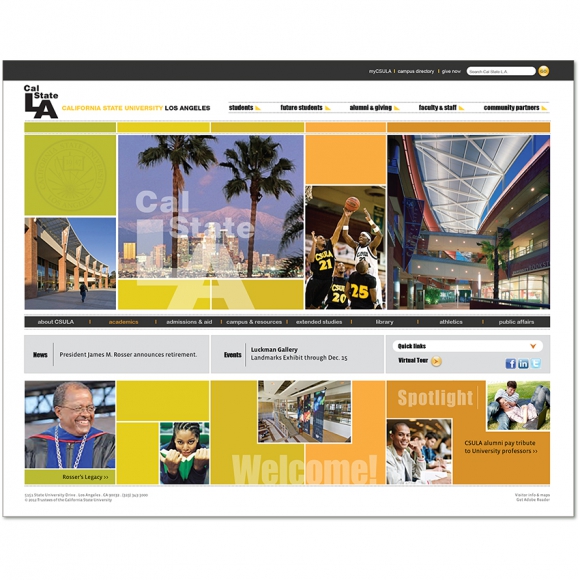 myCSULA | campus directory | give now
Search Cal State L.A.
GO
Cal
State
LA
CALIFORNIA STATE UNIVERSITY LOS ANGELES
students
future students
alumni & giving
faculty & staff
community partners
Cal
State
LA
21
20
25
about CSULA | academics | admissions & aid | campus & resources | extended studies | library | athletics | public affairs
News
President James M. Rosser announces retirement.
Events
Luckman Gallery
Landmarks Exhibit through Dec. 15
Quick links
Virtual Tour
f in
Spotlight
CSULA alumni pay tribute
to University professors >>
Rosser's Legacy >>
Welcome!
5151 State University Drive . Los Angeles . CA 90032 . (323) 343-3000
Trustees of the California State University
Visitor info & maps
Get Adobe Reader